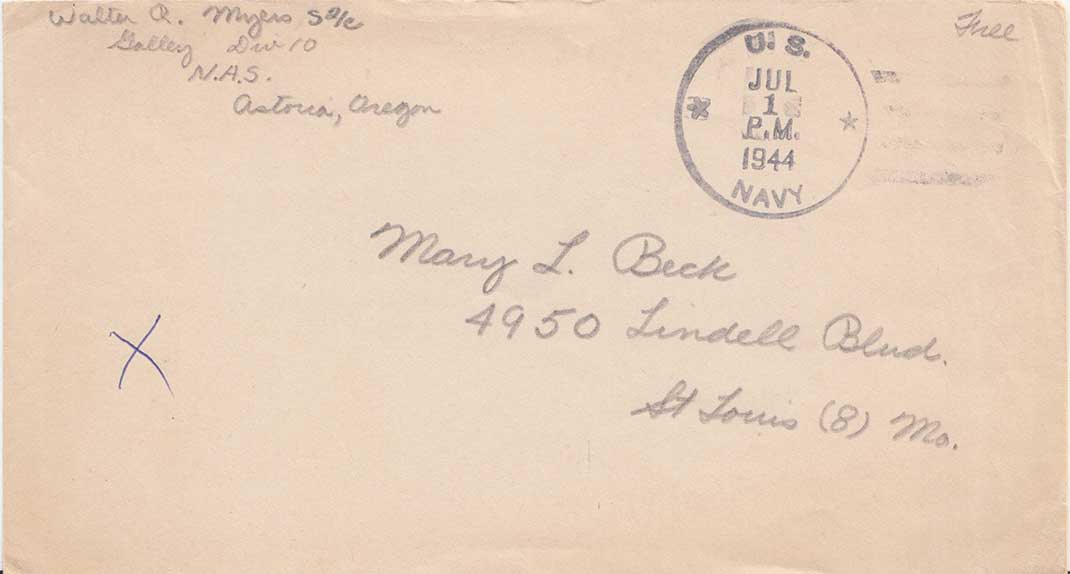 Walter R. Myers S2/c
Galley Div 10
N.A.S.
Astoria, Oregon
Free
U.S.
JUL
1
P.M.
1944
NAVY
Mary L. Beck
4950 Lindell Blvd.
St Louis (8) Mo.
X